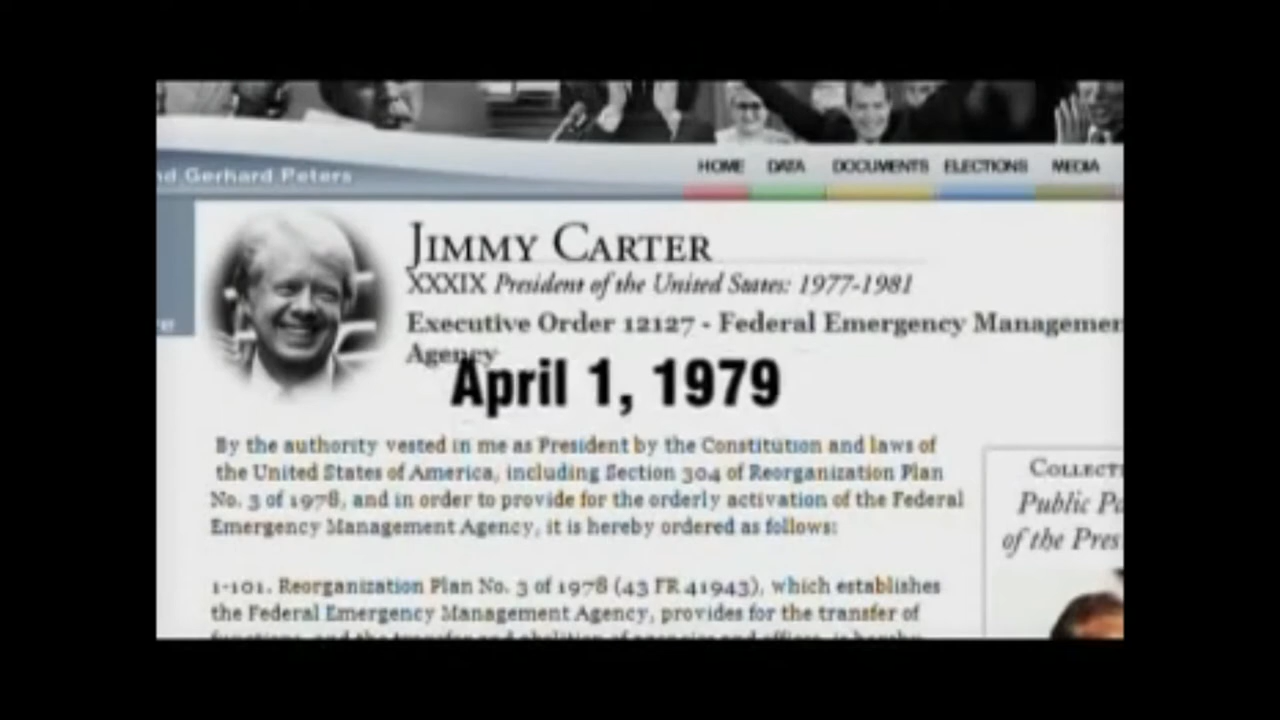 nd Gerhard Peters
HOME DATA DOCUMENTS ELECTIONS MEDIA
JIMMY CARTER
XXXIX President of the United States: 1977-1981
Executive Order 12127 - Federal Emergency Managemen
Agency
April 1, 1979
By the authority vested in me as President by the Constitution and laws of
the United States of America, including Section 304 of Reorganization Plan
No. 3 of 1978, and in order to provide for the orderly activation of the Federal
Emergency Management Agency, it is hereby ordered as follows:
1-101. Reorganization Plan No. 3 of 1978 (43 FR 41943), which establishes
the Federal Emergency Management Agency, provides for the transfer of
COLLECT
Public Pa
of the Pres